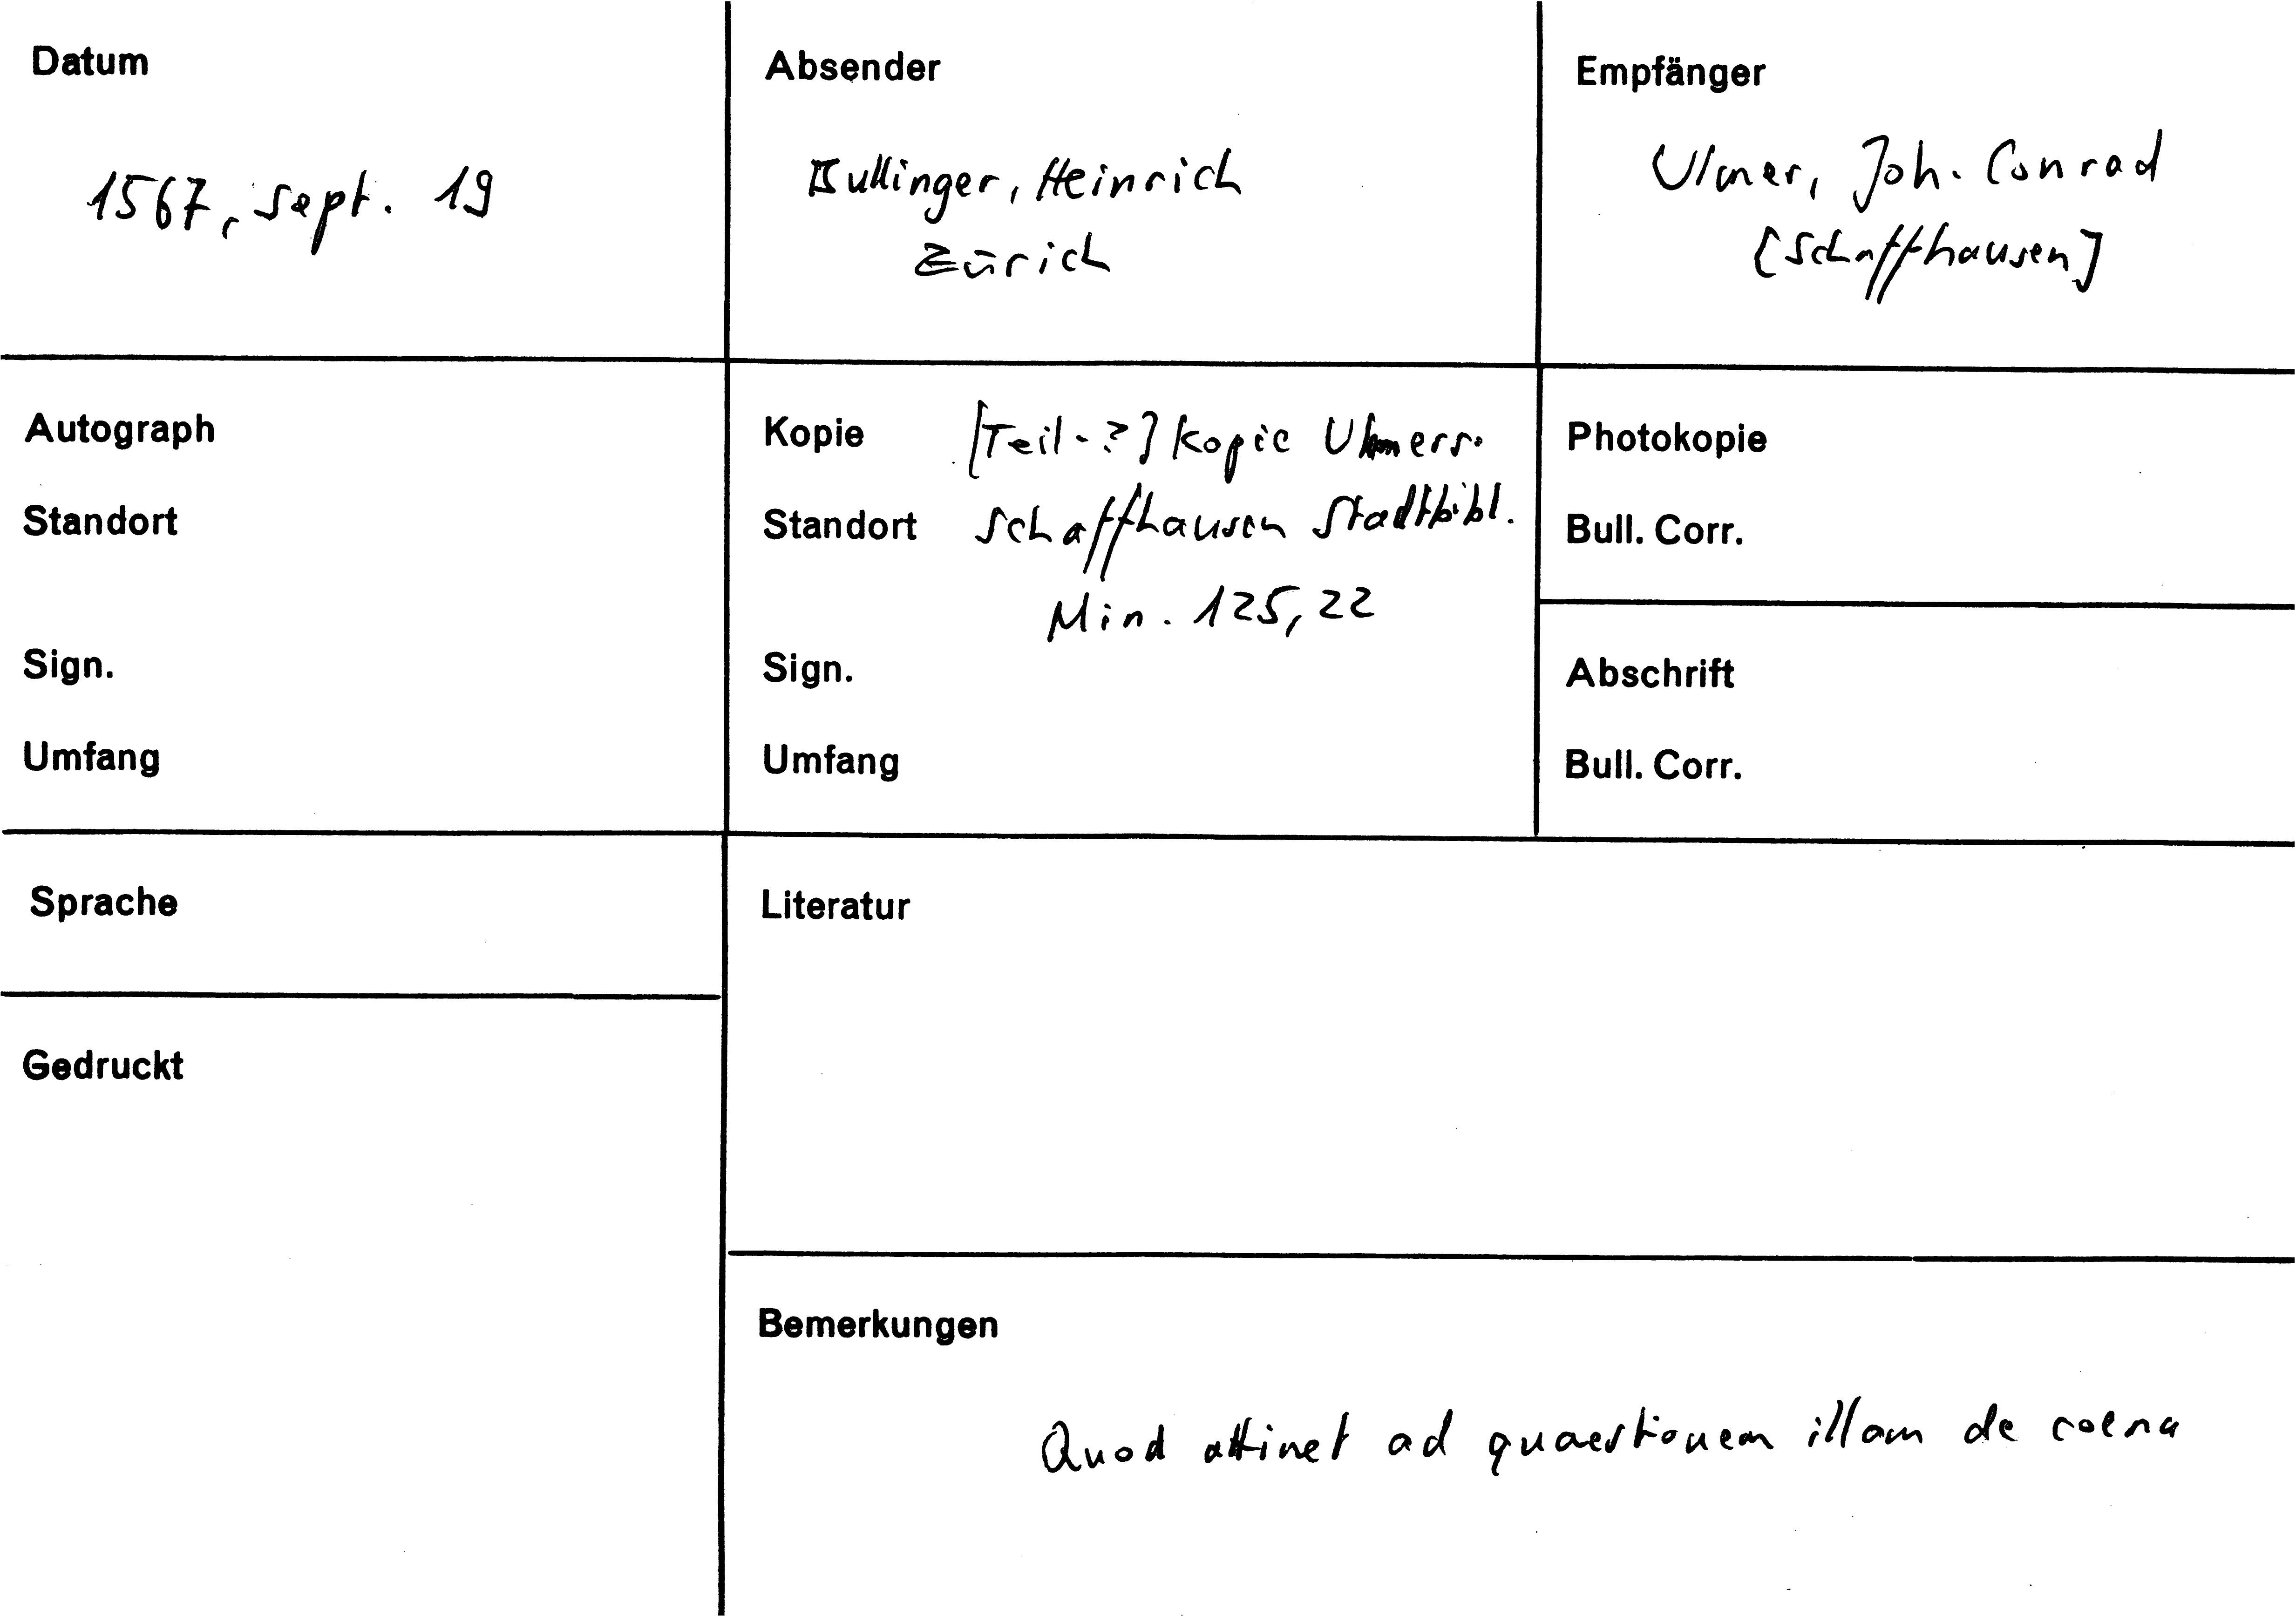 Datum
1567, Sept. 19
Absender
Bullinger, Heinrich
Zürich
Empfänger
Ulmer, Joh. Conrad
[Schaffhausen]
Autograph
Standort
Sign.
Umfang
Kopie [Teil-?] Kopie Ulmers.
Standort Schaffhausen Stadtbibl.
Min. 125, 22
Sign.
Umfang
Photokopie
Bull. Corr.
Abschrift
Bull. Corr.
Sprache
Literatur
Gedruckt
Bemerkungen
Quod attinet ad quaestionem illam de coena